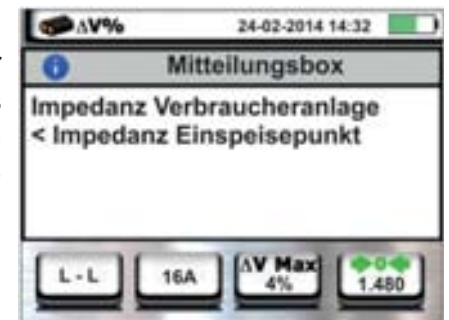 ΔV%
24-02-2014 14:32
Mitteilungsbox
Impedanz Verbraucheranlage
< Impedanz Einspeisepunkt
L - L
16A
ΔV Max
4%
0
1.480